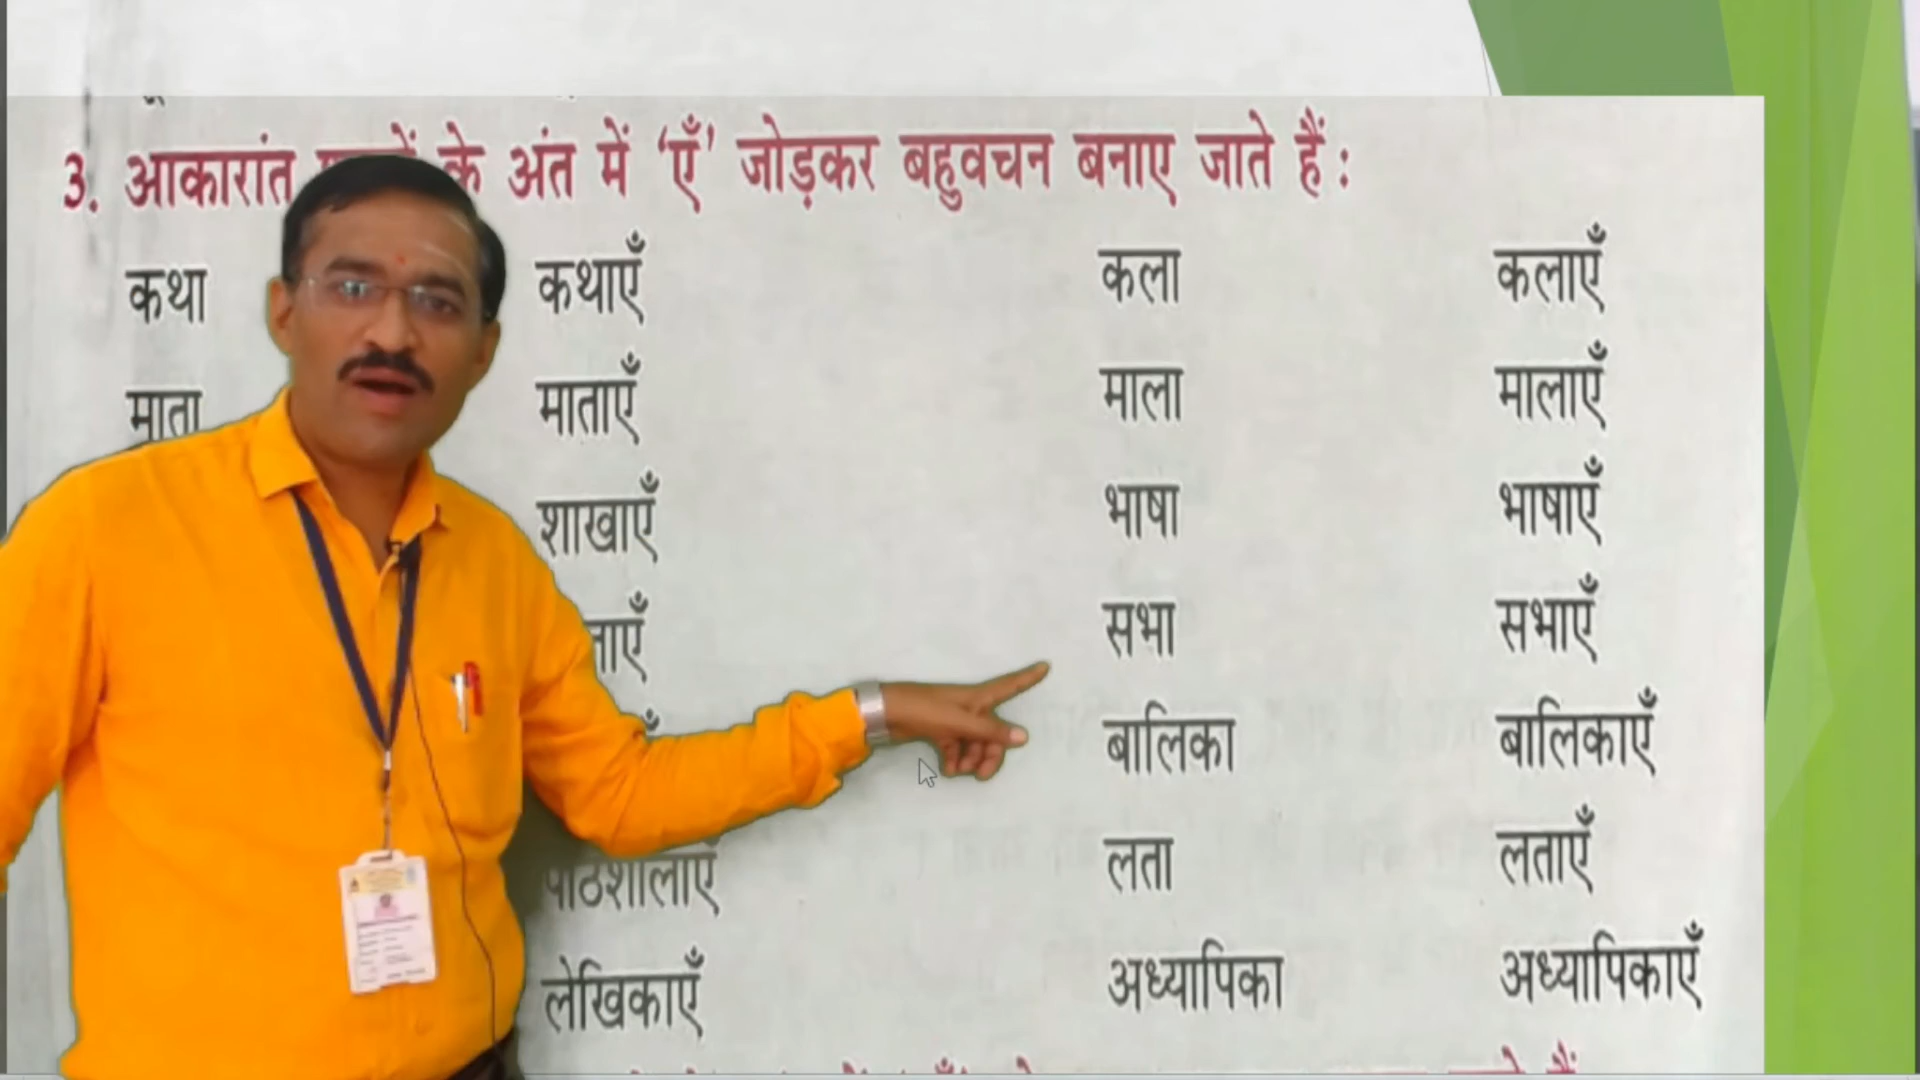 3. आकारांत के अंत में ‘एँ’ जोड़कर बहुवचन बनाए जाते हैं :
कथा कथाएँ कला कलाएँ
माता माताएँ माला मालाएँ
शाखाएँ भाषा भाषाएँ
सभा सभाएँ
बालिका बालिकाएँ
पाठशालाएँ लता लताएँ
लेखिकाएँ अध्यापिका अध्यापिकाएँ